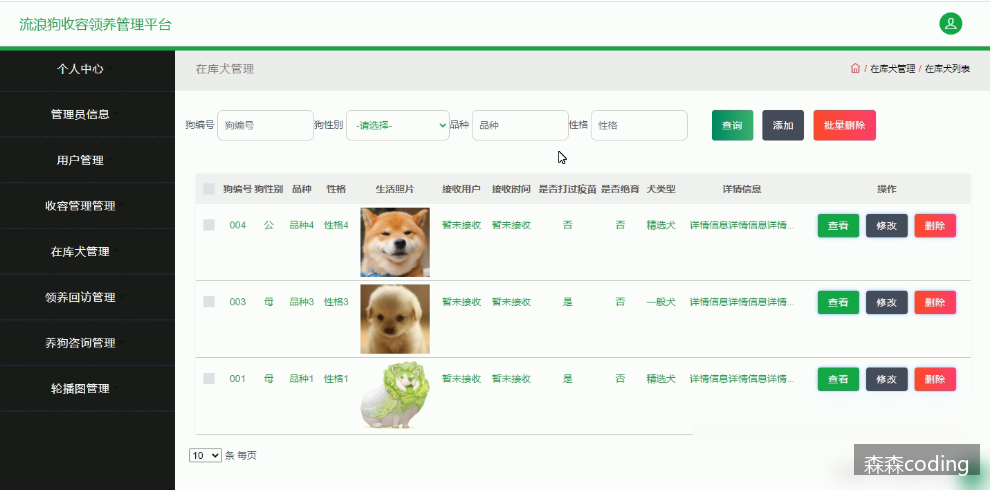 流浪狗收容领养管理平台
个人中心
管理员信息
用户管理
收容管理管理
在库犬管理
领养回访管理
养狗咨询管理
轮播图管理
在库犬管理
/ 在库犬管理 / 在库犬列表
狗编号 狗编号 狗性别 -请选择- 品种 品种 性格 性格 查询 添加 批量删除
狗编号 狗性别 品种 性格 生活照片 接收用户 接收时间 是否打过疫苗 是否绝育 犬类型 详情信息 操作
004 公 品种4 性格4 暂未接收 暂未接收 否 否 精选犬 详情信息详情信息详情... 查看 修改 删除
003 母 品种3 性格3 暂未接收 暂未接收 是 否 一般犬 详情信息详情信息详情... 查看 修改 删除
001 母 品种1 性格1 暂未接收 暂未接收 是 否 精选犬 详情信息详情信息详情... 查看 修改 删除
10 条 每页
森森coding